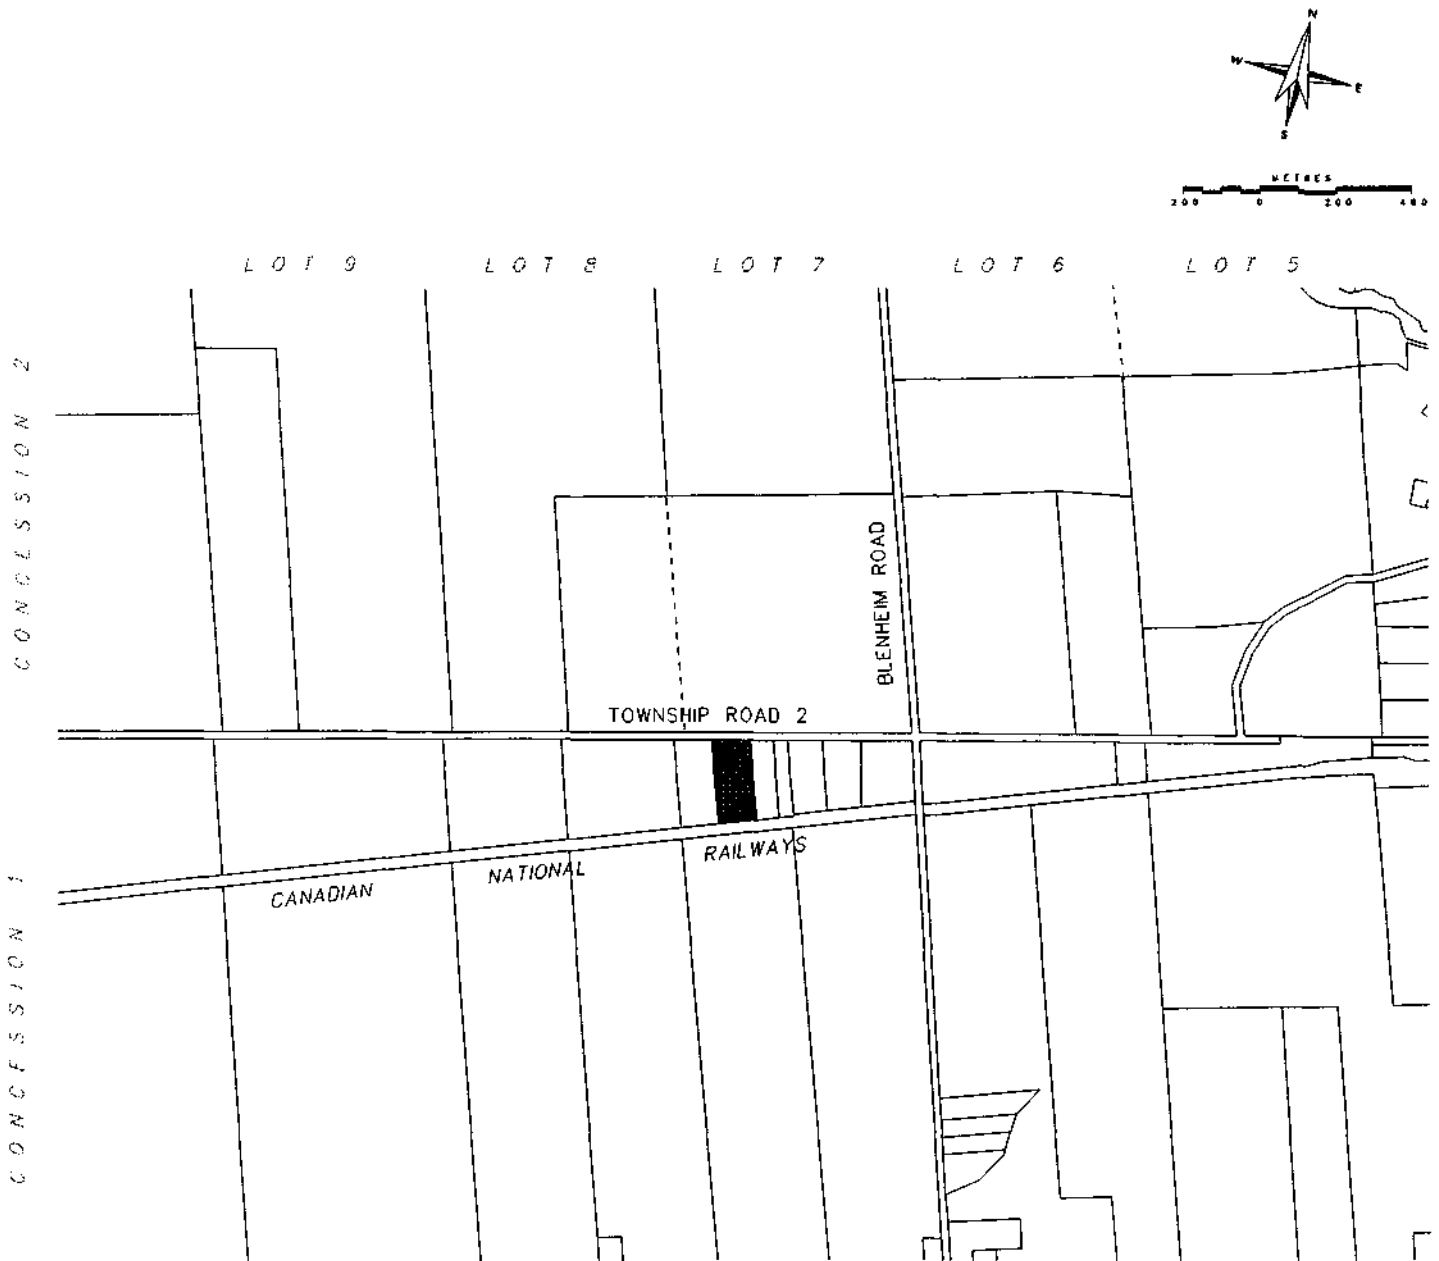 N
W
E
S
METRES
200 0 200 400
LOT 9 LOT 8 LOT 7 LOT 6 LOT 5
CONCESSION 2
BLENHEIM ROAD
TOWNSHIP ROAD 2
CANADIAN NATIONAL RAILWAYS
CONCESSION 1